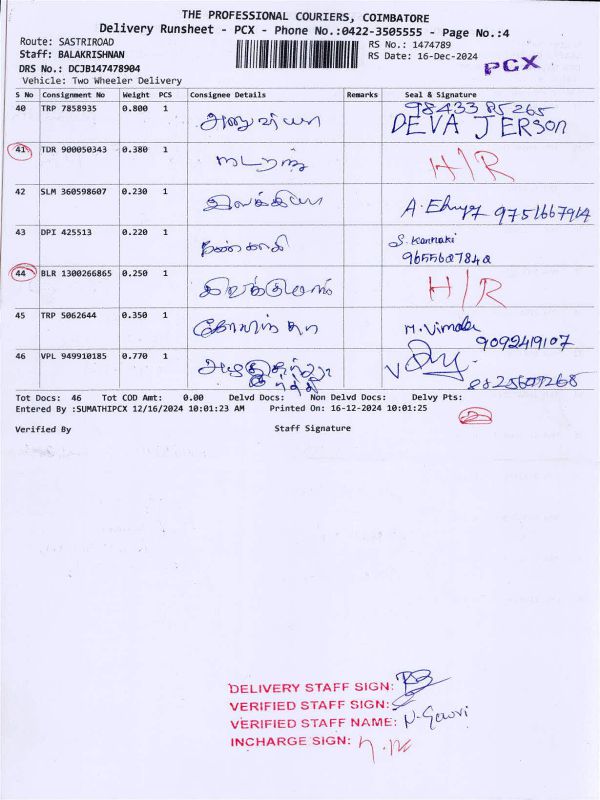 THE PROFESSIONAL COURIERS, COIMBATORE
Delivery Runsheet - PCX - Phone No.:0422-3505555 - Page No.:4
Route: SASTRIROAD
RS No.: 1474789
Staff: BALAKRISHNAN
RS Date: 16-Dec-2024
PCX
DRS No.: DCJB147478904
Vehicle: Two Wheeler Delivery
S No Consignment No Weight PCS Consignee Details Remarks Seal & Signature
40 TRP 7858935 0.800 1 9843385265
DEVA JERSON
41 TDR 900050343 0.380 1 H/R
42 SLM 360598607 0.230 1 இலக்கியா A. 9751667914
43 DPI 425513 0.220 1 S. Kannaki
9655627842
44 BLR 1300266865 0.250 1 H/R
45 TRP 5062644 0.350 1 M. Vimala
9092419107
46 VPL 949910185 0.770 1
Tot Docs: 46 Tot COD Amt: 0.00 Delvd Docs: Non Delvd Docs: Delvy Pts:
Entered By :SUMATHIPCX 12/16/2024 10:01:23 AM Printed On: 16-12-2024 10:01:25
2
Verified By Staff Signature
DELIVERY STAFF SIGN:
VERIFIED STAFF SIGN:
VERIFIED STAFF NAME: N. Gowri
INCHARGE SIGN: